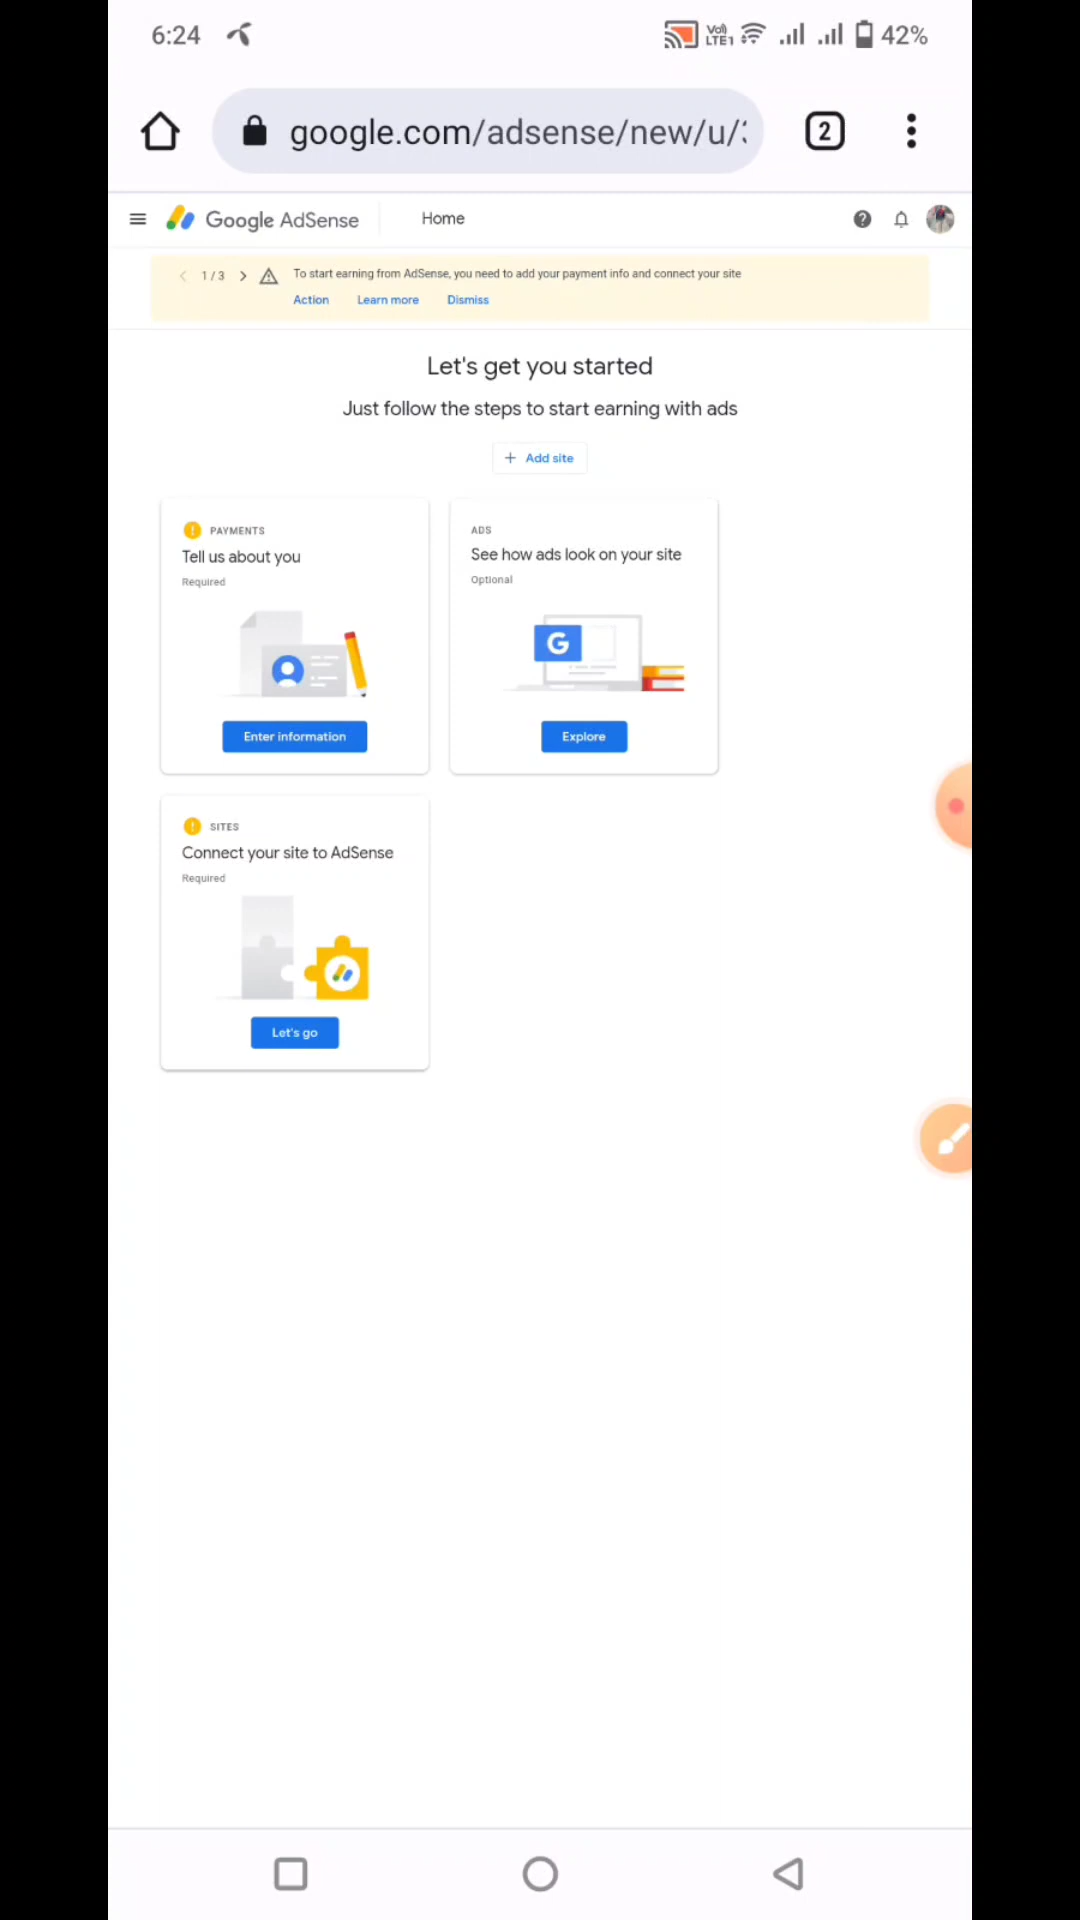 6:24
Vo)) LTE1 42%
google.com/adsense/new/u/
2
Google AdSense Home
1 / 3 To start earning from AdSense, you need to add your payment info and connect your site
Action Learn more Dismiss
Let's get you started
Just follow the steps to start earning with ads
+ Add site
PAYMENTS
Tell us about you
Required
Enter information
ADS
See how ads look on your site
Optional
G
Explore
SITES
Connect your site to AdSense
Required
Let's go